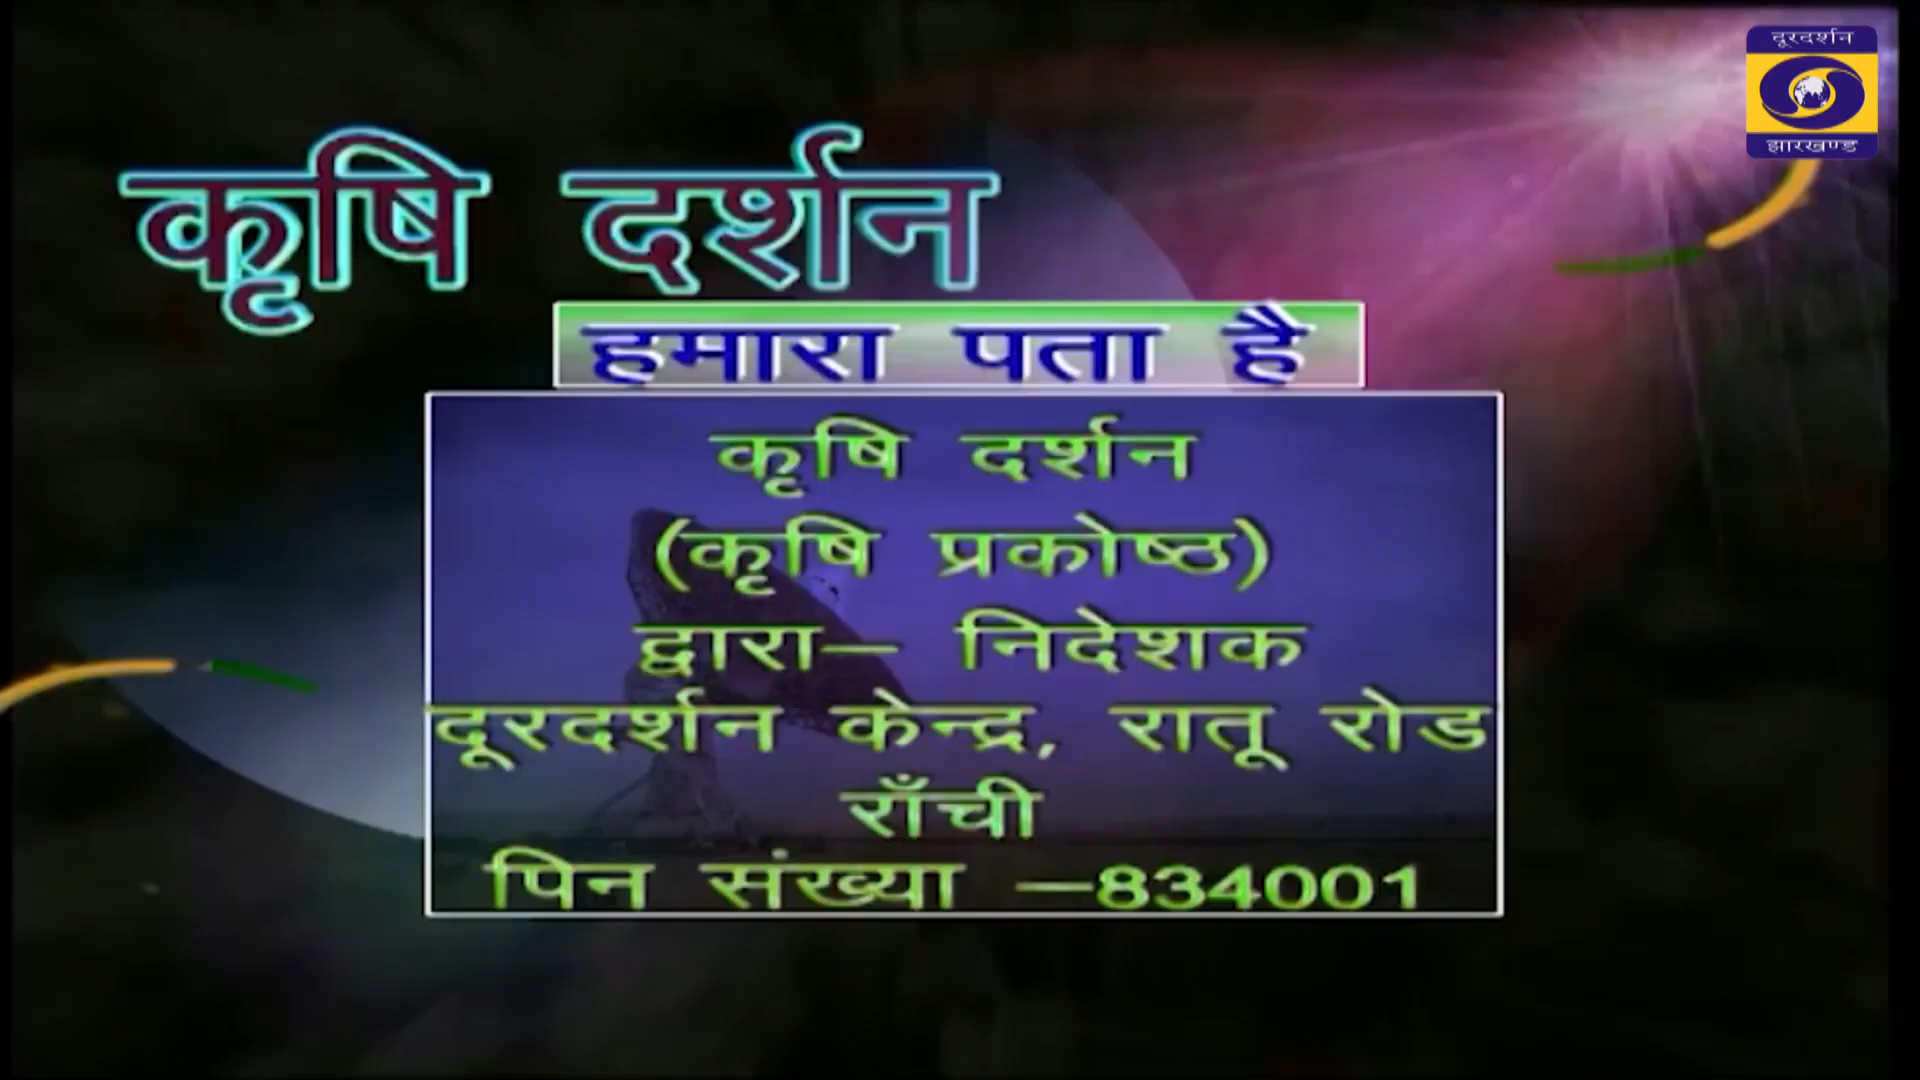 दूरदर्शन
झारखण्ड
कृषि दर्शन
हमारा पता है
कृषि दर्शन
(कृषि प्रकोष्ठ)
द्वारा– निदेशक
दूरदर्शन केन्द्र, रातू रोड
राँची
पिन संख्या –834001